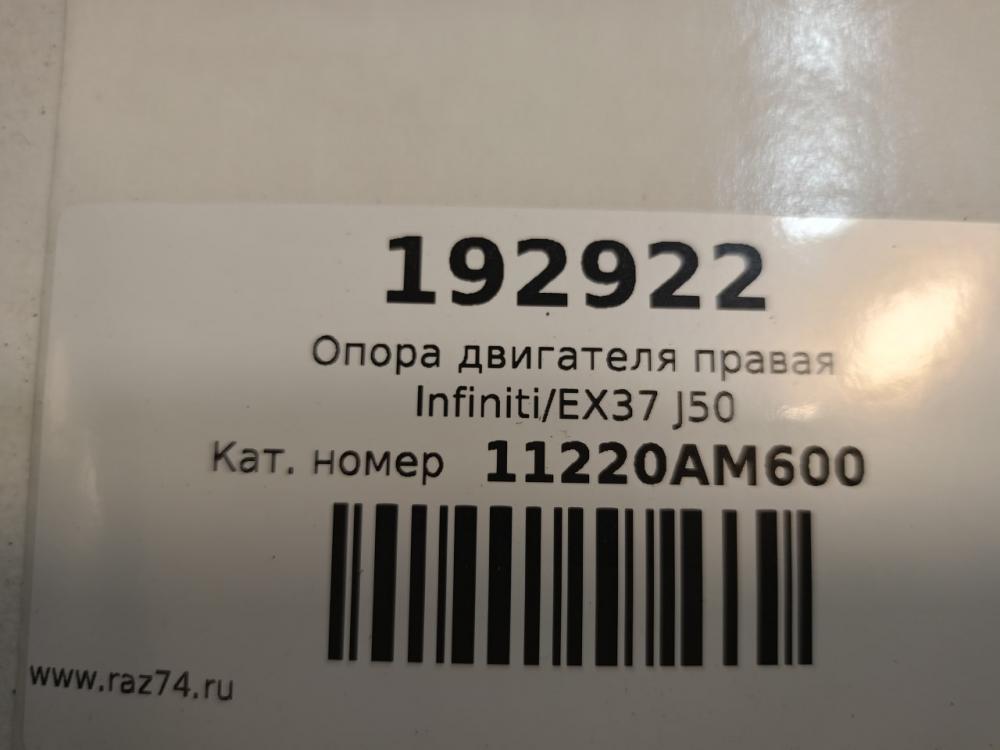 192922
Опора двигателя правая
Infiniti/EX37 J50
Кат. номер 11220AM600
www.raz74.ru